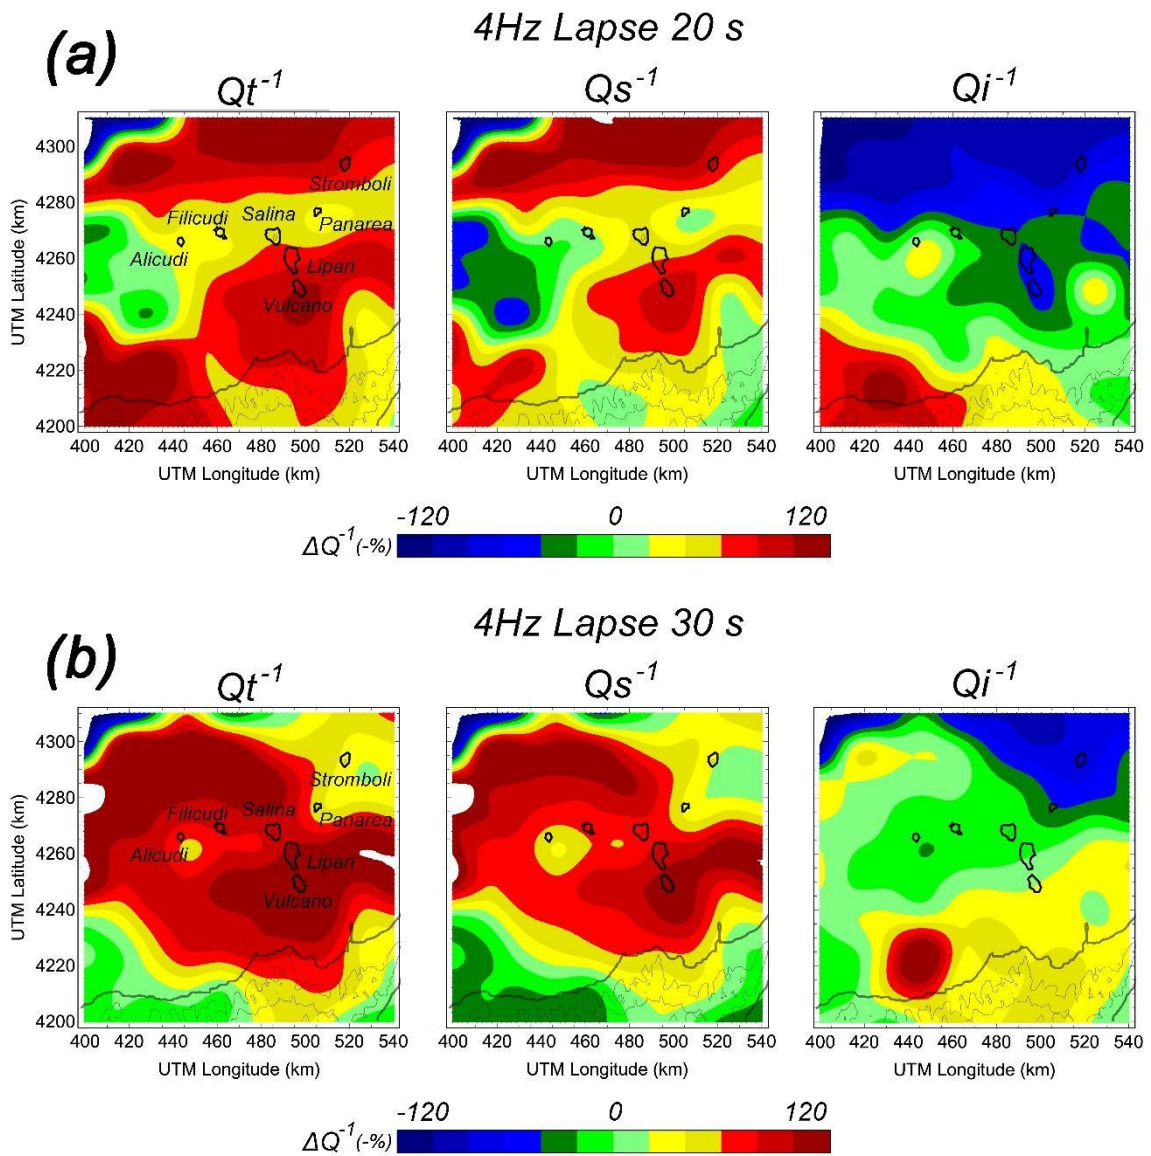 (a)
4Hz Lapse 20 s
Qt⁻¹ Qs⁻¹ Qi⁻¹
4300
4280
4260
4240
4220
4200
UTM Latitude (km)
Stromboli
Filicudi Salina
Panarea
Alicudi Lipari
Vulcano
400 420 440 460 480 500 520 540
400 420 440 460 480 500 520 540
400 420 440 460 480 500 520 540
UTM Longitude (km) UTM Longitude (km) UTM Longitude (km)
-120 0 120
ΔQ⁻¹(-%)
(b)
4Hz Lapse 30 s
Qt⁻¹ Qs⁻¹ Qi⁻¹
4300
4280
4260
4240
4220
4200
UTM Latitude (km)
Stromboli
Filicudi Salina
Panarea
Alicudi Lipari
Vulcano
400 420 440 460 480 500 520 540
400 420 440 460 480 500 520 540
400 420 440 460 480 500 520 540
UTM Longitude (km) UTM Longitude (km) UTM Longitude (km)
-120 0 120
ΔQ⁻¹(-%)